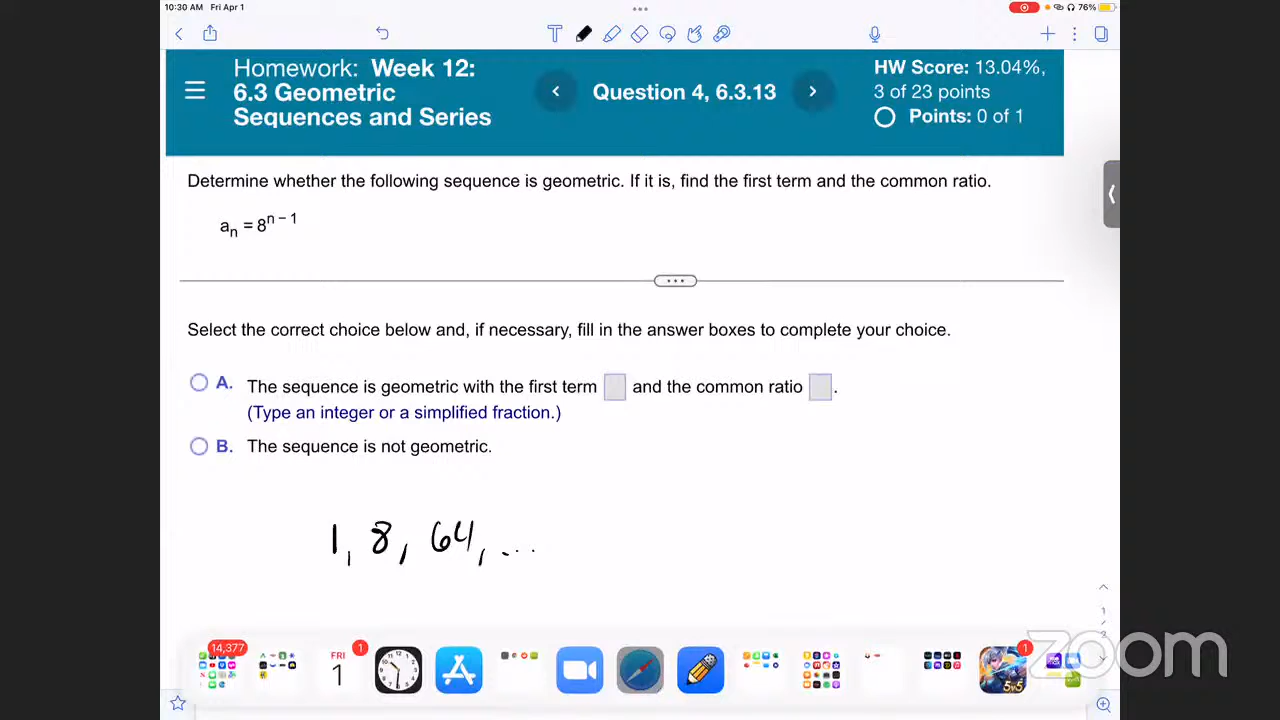 10:30 AM Fri Apr 1
76%
Homework: Week 12:
6.3 Geometric
Sequences and Series
Question 4, 6.3.13
HW Score: 13.04%,
3 of 23 points
Points: 0 of 1
Determine whether the following sequence is geometric. If it is, find the first term and the common ratio.
aₙ = 8ⁿ⁻¹
Select the correct choice below and, if necessary, fill in the answer boxes to complete your choice.
A. The sequence is geometric with the first term and the common ratio .
(Type an integer or a simplified fraction.)
B. The sequence is not geometric.
1, 8, 64, ...
14,377
FRI
1
1
1
5v5
zoom